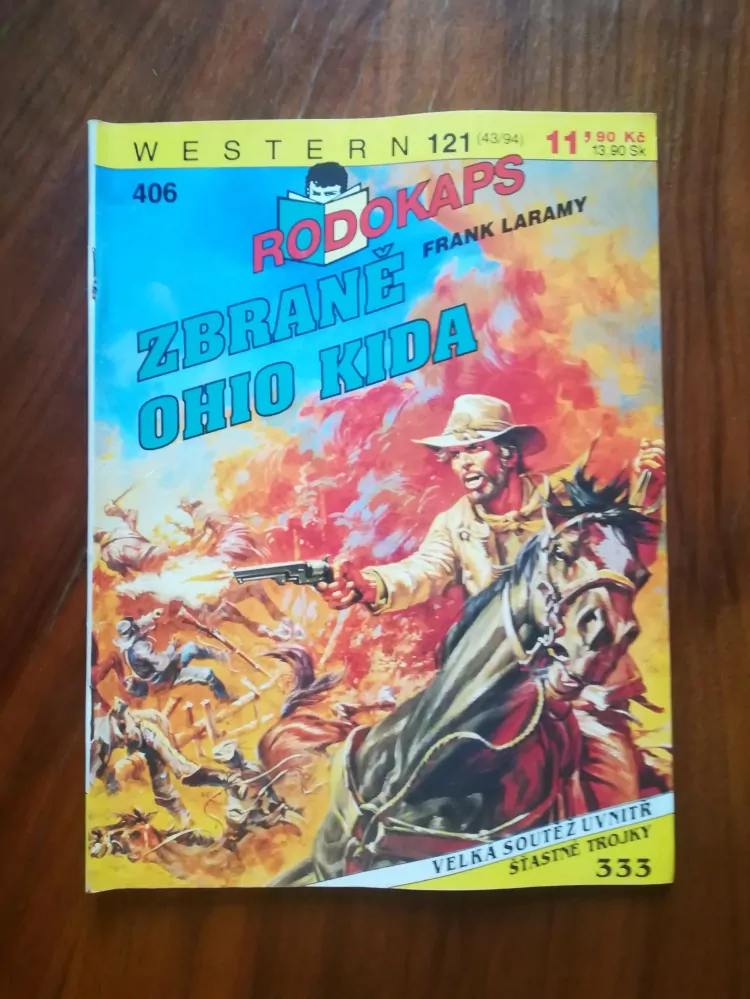 WESTERN 121 (43/94) 11,90 Kč
13.90 Sk
406
RODOKAPS
FRANK LARAMY
ZBRANĚ
OHIO KIDA
VELKÁ SOUTĚŽ UVNITŘ
ŠŤASTNÉ TROJKY
333